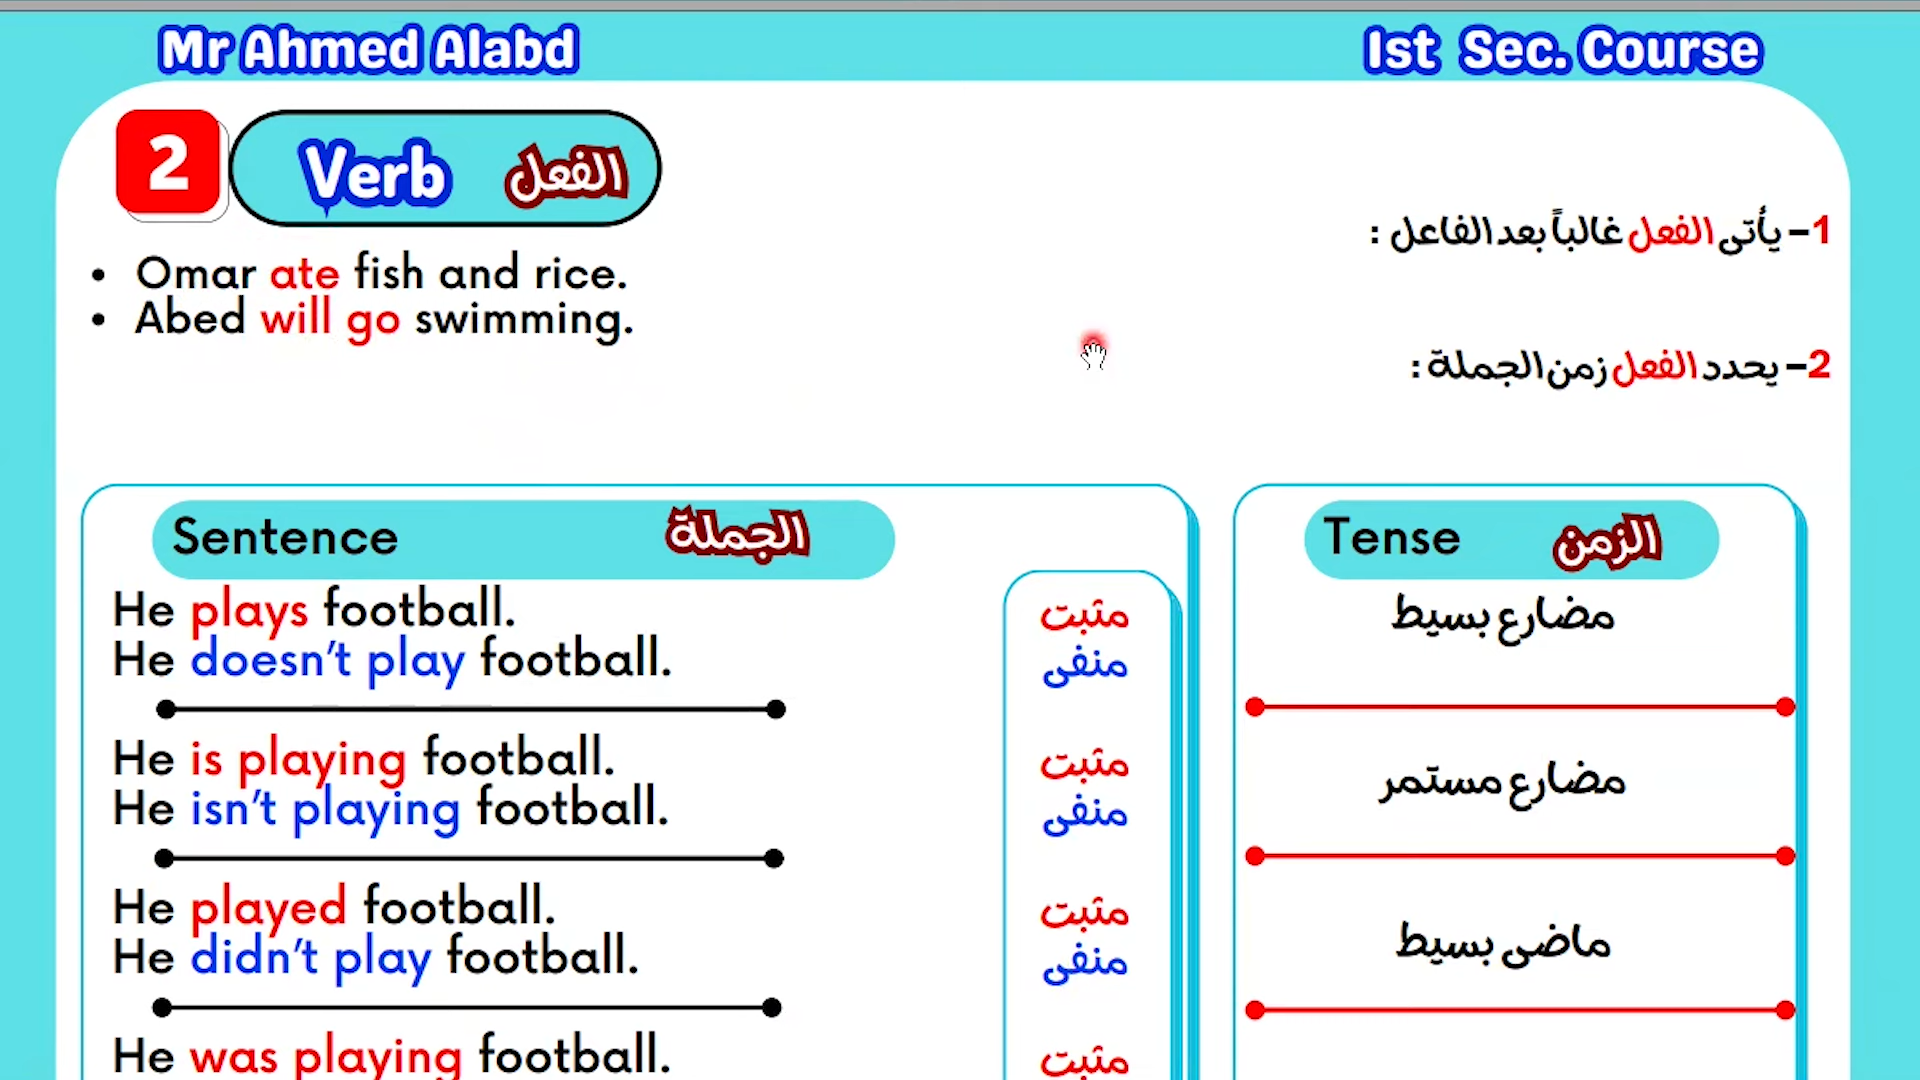 Mr Ahmed Alabd
1st Sec. Course
2
Verb الفعل
1- يأتى الفعل غالباً بعد الفاعل :
• Omar ate fish and rice.
• Abed will go swimming.
2- يحدد الفعل زمن الجملة :
Sentence الجملة
Tense الزمن
He plays football. مثبت
He doesn't play football. منفى
مضارع بسيط
He is playing football. مثبت
He isn't playing football. منفى
مضارع مستمر
He played football. مثبت
He didn't play football. منفى
ماضى بسيط
He was playing football. مثبت